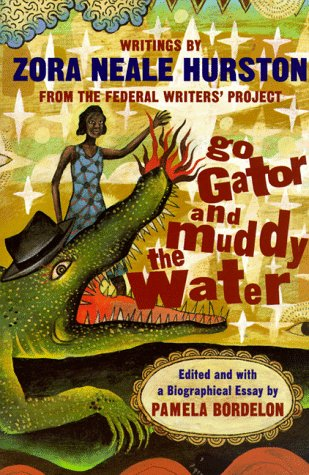 WRITINGS BY
ZORA NEALE HURSTON
FROM THE FEDERAL WRITERS' PROJECT
go
Gator
and
muddy
the
Water
Edited and with
a Biographical Essay by
PAMELA BORDELON